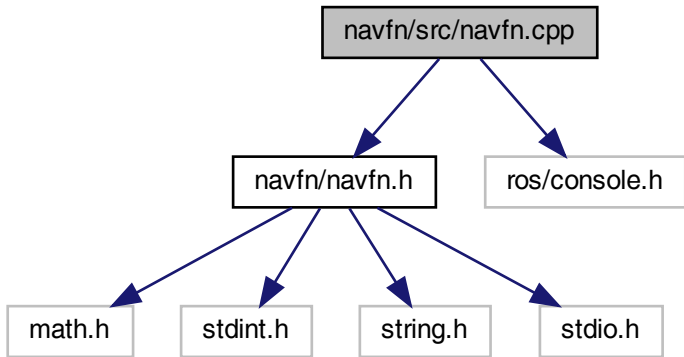 navfn/src/navfn.cpp
navfn/navfn.h
ros/console.h
math.h
stdint.h
string.h
stdio.h